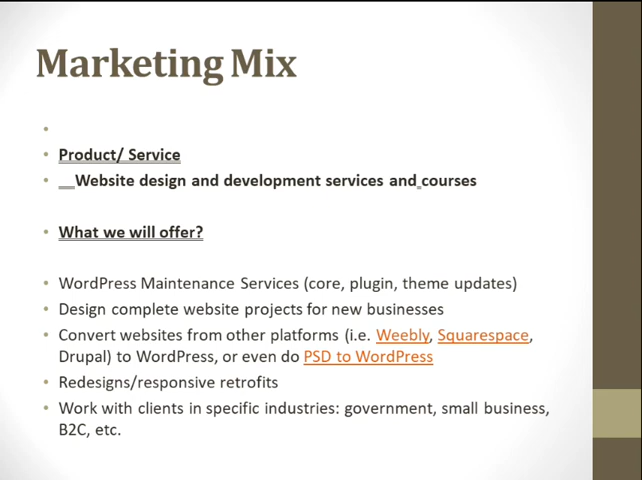 Marketing Mix
Product/ Service
Website design and development services and courses
What we will offer?
WordPress Maintenance Services (core, plugin, theme updates)
Design complete website projects for new businesses
Convert websites from other platforms (i.e. Weebly, Squarespace,
Drupal) to WordPress, or even do PSD to WordPress
Redesigns/responsive retrofits
Work with clients in specific industries: government, small business,
B2C, etc.